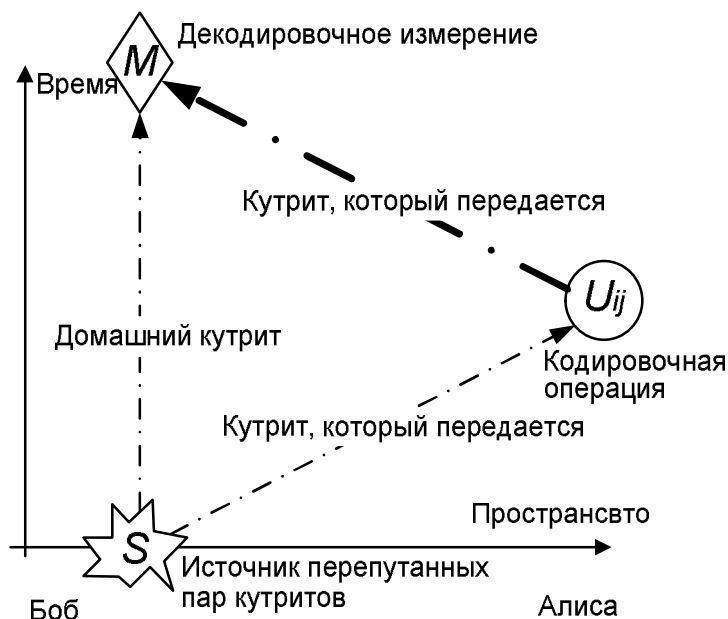 Декодировочное измерение
M
Время
Кутрит, который передается
Uij
Домашний кутрит
Кодировочная
операция
Кутрит, который передается
Пространсвто
S
Источник перепутанных
пар кутритов
Боб
Алиса